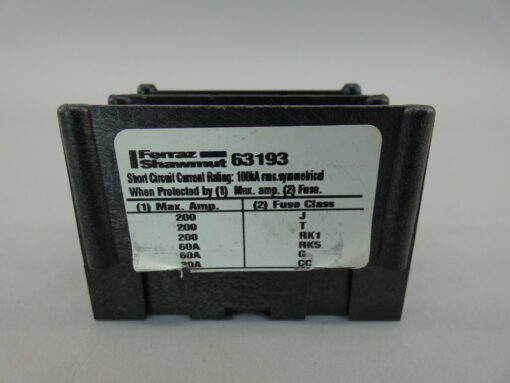 Ferraz
Shawmut 63193
Short Circuit Current Rating: 100kA rms.symmetrical
When Protected by (1) Max. amp. (2) Fuse.
(1) Max. Amp. (2) Fuse Class
200 J
200 T
200 RK1
60A RK5
60A G
30A CC